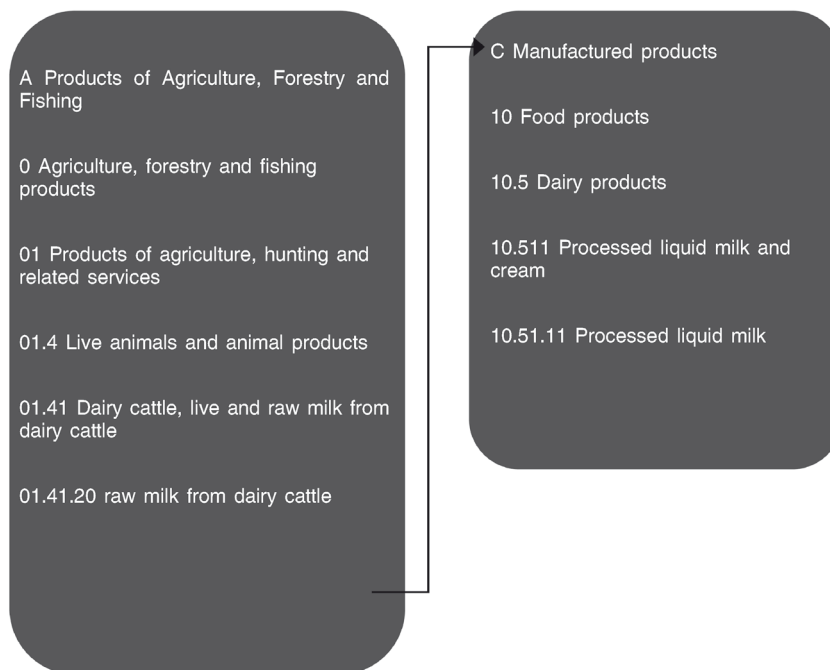 A Products of Agriculture, Forestry and
Fishing
0 Agriculture, forestry and fishing
products
01 Products of agriculture, hunting and
related services
01.4 Live animals and animal products
01.41 Dairy cattle, live and raw milk from
dairy cattle
01.41.20 raw milk from dairy cattle
C Manufactured products
10 Food products
10.5 Dairy products
10.511 Processed liquid milk and
cream
10.51.11 Processed liquid milk